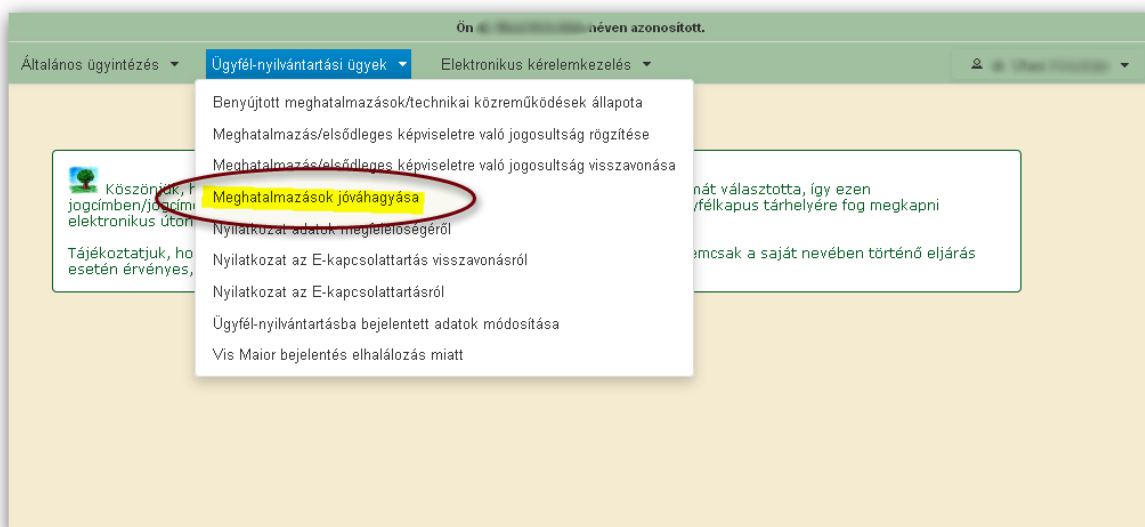 Ön néven azonosított.
Általános ügyintézés Ügyfél-nyilvántartási ügyek Elektronikus kérelemkezelés
Benyújtott meghatalmazások/technikai közreműködések állapota
Meghatalmazás/elsődleges képviseletre való jogosultság rögzítése
Meghatalmazás/elsődleges képviseletre való jogosultság visszavonása
Meghatalmazások jóváhagyása
Nyilatkozat adatok megfelelőségéről
Nyilatkozat az E-kapcsolattartás visszavonásról
Nyilatkozat az E-kapcsolattartásról
Ügyfél-nyilvántartásba bejelentett adatok módosítása
Vis Maior bejelentés elhalálozás miatt
Köszönjük, mát választotta, így ezen
jogcímben/ /félkapus tárhelyére fog megkapni
elektronikus úton
Tájékoztatjuk, ho emcsak a saját nevében történő eljárás
esetén érvényes,